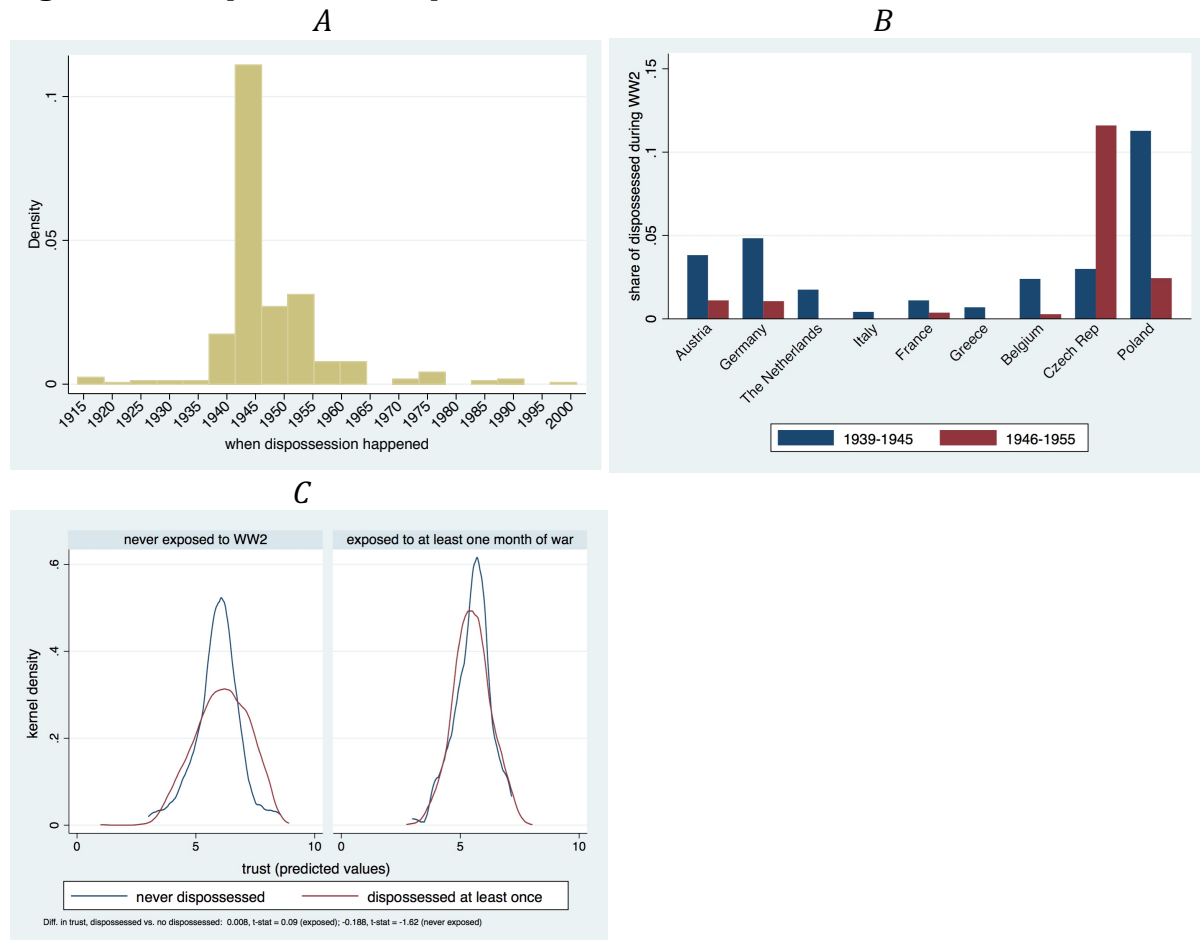 A
B
Density
0
.05
.1
1915
1920
1925
1930
1935
1940
1945
1950
1955
1960
1965
1970
1975
1980
1985
1990
1995
2000
when dispossession happened
share of dispossessed during WW2
0
.05
.1
.15
Austria
Germany
The Netherlands
Italy
France
Greece
Belgium
Czech Rep
Poland
1939-1945
1946-1955
C
never exposed to WW2
exposed to at least one month of war
kernel density
0
.2
.4
.6
0
5
10
0
5
10
trust (predicted values)
never dispossessed
dispossessed at least once
Diff. in trust, dispossessed vs. no dispossessed: 0.008, t-stat = 0.09 (exposed); -0.188, t-stat = -1.62 (never exposed)